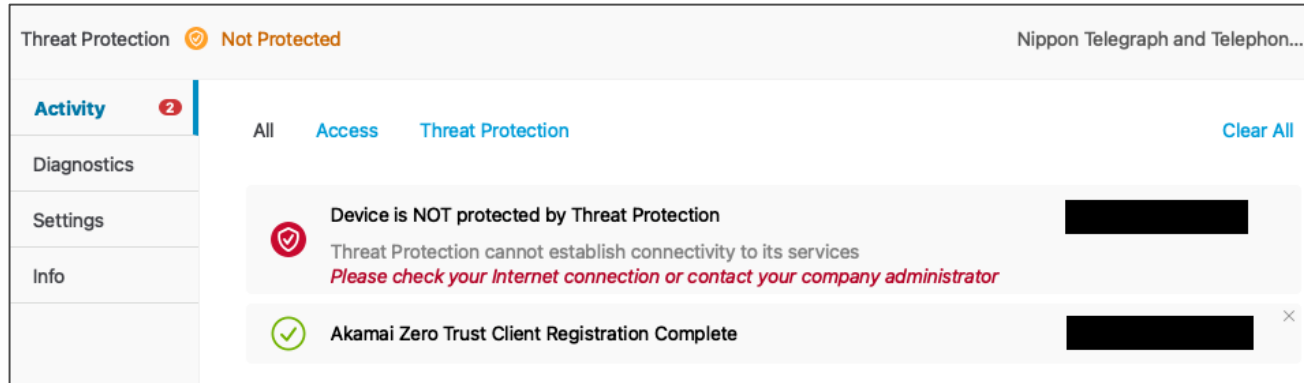 Threat Protection Not Protected Nippon Telegraph and Telephon...
Activity 2
Diagnostics
Settings
Info
All Access Threat Protection Clear All
Device is NOT protected by Threat Protection
Threat Protection cannot establish connectivity to its services
Please check your Internet connection or contact your company administrator
Akamai Zero Trust Client Registration Complete